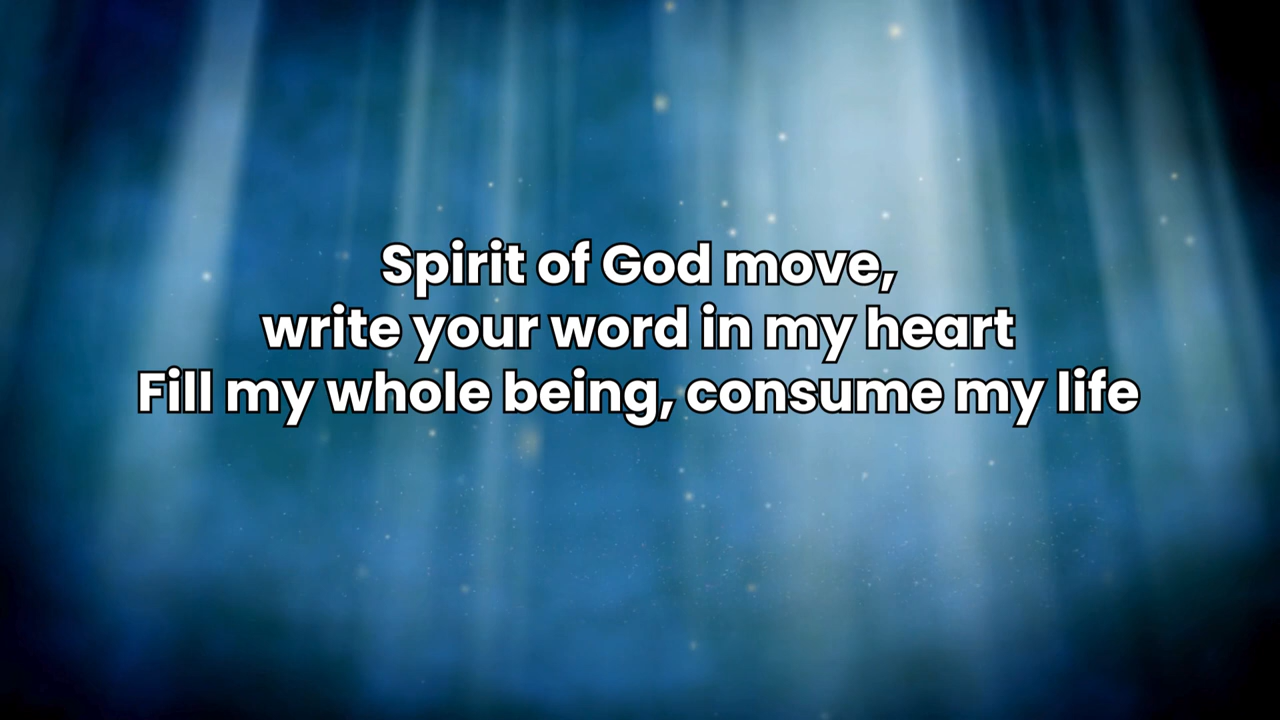 Spirit of God move,
write your word in my heart
Fill my whole being, consume my life